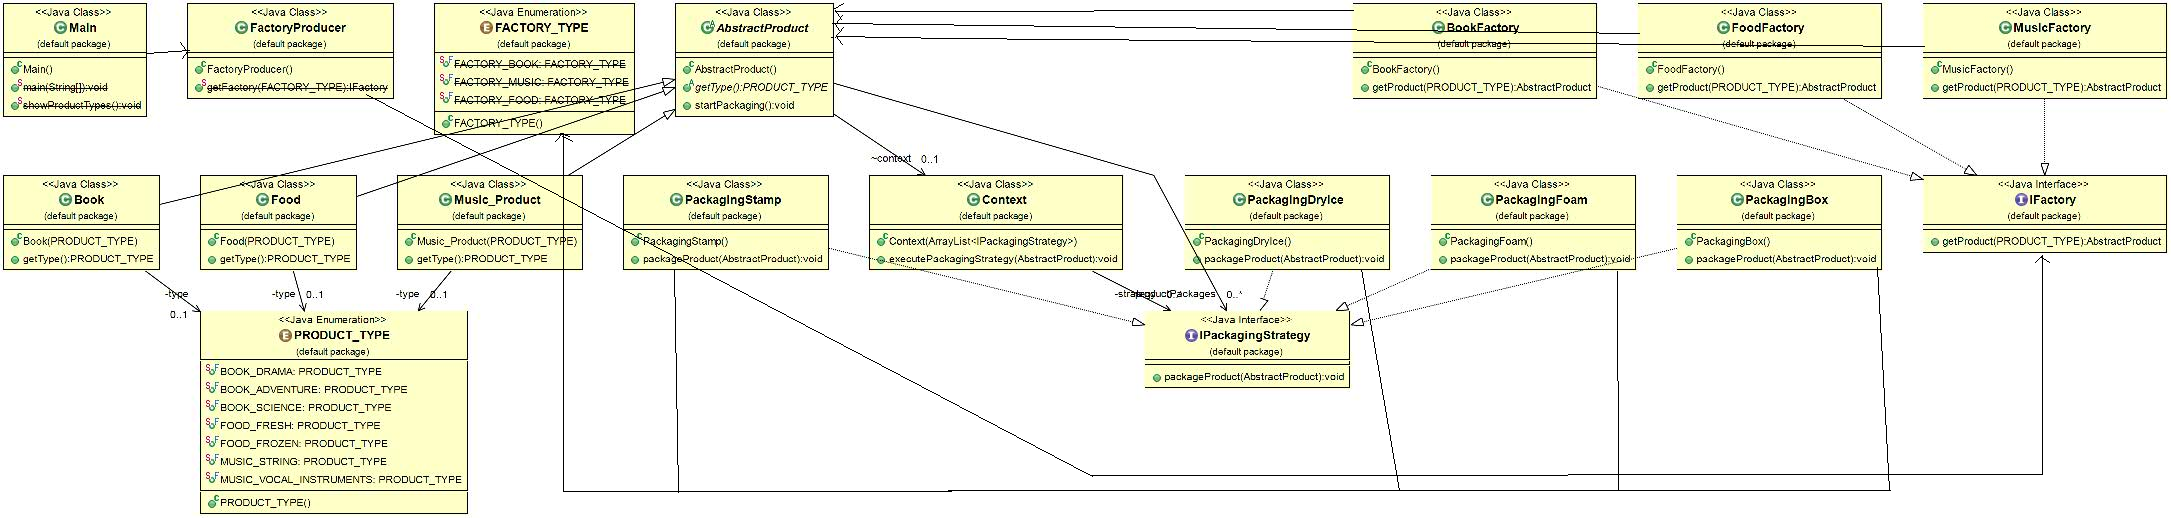 <<Java Class>>
Main
(default package)
Main()
main(String[]):void
showProductTypes():void
<<Java Class>>
FactoryProducer
(default package)
FactoryProducer()
getFactory(FACTORY_TYPE):IFactory
<<Java Enumeration>>
FACTORY_TYPE
(default package)
FACTORY_BOOK: FACTORY_TYPE
FACTORY_MUSIC: FACTORY_TYPE
FACTORY_FOOD: FACTORY_TYPE
FACTORY_TYPE()
<<Java Class>>
AbstractProduct
(default package)
AbstractProduct()
getType():PRODUCT_TYPE
startPackaging():void
<<Java Class>>
BookFactory
(default package)
BookFactory()
getProduct(PRODUCT_TYPE):AbstractProduct
<<Java Class>>
FoodFactory
(default package)
FoodFactory()
getProduct(PRODUCT_TYPE):AbstractProduct
<<Java Class>>
MusicFactory
(default package)
MusicFactory()
getProduct(PRODUCT_TYPE):AbstractProduct
~context 0..1
<<Java Class>>
Book
(default package)
Book(PRODUCT_TYPE)
getType():PRODUCT_TYPE
<<Java Class>>
Food
(default package)
Food(PRODUCT_TYPE)
getType():PRODUCT_TYPE
<<Java Class>>
Music_Product
(default package)
Music_Product(PRODUCT_TYPE)
getType():PRODUCT_TYPE
<<Java Class>>
PackagingStamp
(default package)
PackagingStamp()
packageProduct(AbstractProduct):void
<<Java Class>>
Context
(default package)
Context(ArrayList<IPackagingStrategy>)
executePackagingStrategy(AbstractProduct):void
<<Java Class>>
PackagingDryIce
(default package)
PackagingDryIce()
packageProduct(AbstractProduct):void
<<Java Class>>
PackagingFoam
(default package)
PackagingFoam()
packageProduct(AbstractProduct):void
<<Java Class>>
PackagingBox
(default package)
PackagingBox()
packageProduct(AbstractProduct):void
<<Java Interface>>
IFactory
(default package)
getProduct(PRODUCT_TYPE):AbstractProduct
-type
0..1
-type 0..1
-type 0..1
0..*
<<Java Enumeration>>
PRODUCT_TYPE
(default package)
BOOK_DRAMA: PRODUCT_TYPE
BOOK_ADVENTURE: PRODUCT_TYPE
BOOK_SCIENCE: PRODUCT_TYPE
FOOD_FRESH: PRODUCT_TYPE
FOOD_FROZEN: PRODUCT_TYPE
MUSIC_STRING: PRODUCT_TYPE
MUSIC_VOCAL_INSTRUMENTS: PRODUCT_TYPE
PRODUCT_TYPE()
<<Java Interface>>
IPackagingStrategy
(default package)
packageProduct(AbstractProduct):void